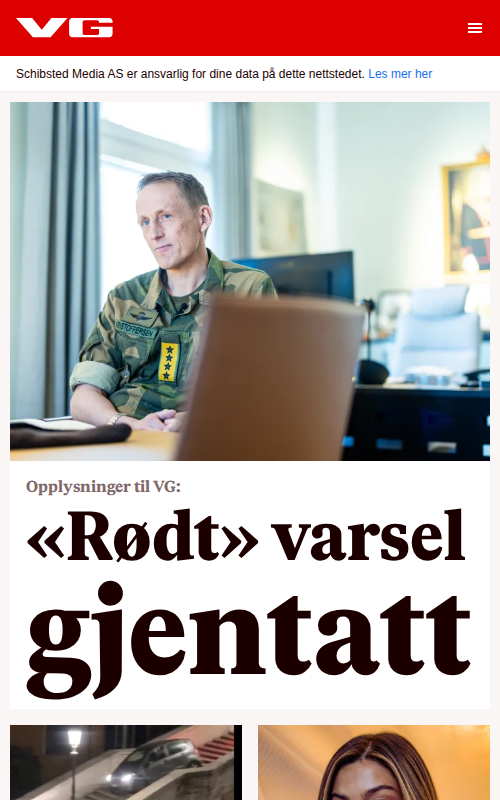 VG
Schibsted Media AS er ansvarlig for dine data på dette nettstedet. Les mer her
KRISTOFFERSEN
Opplysninger til VG:
«Rødt» varsel
gjentatt